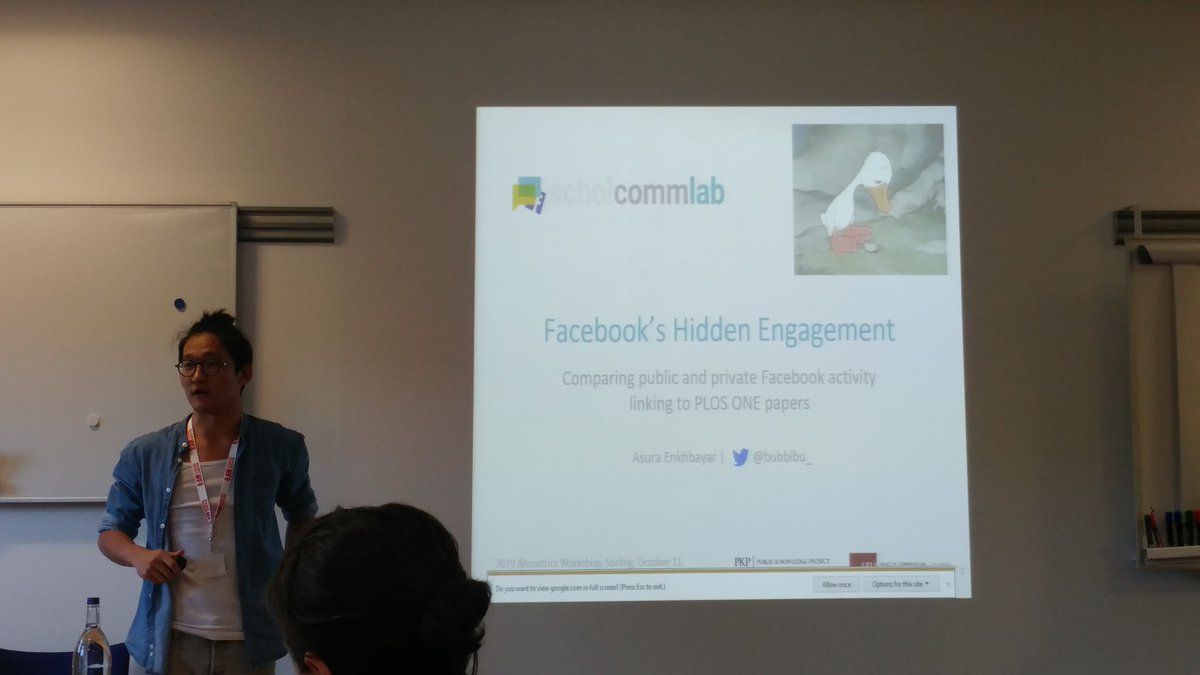 scholcommlab
Facebook's Hidden Engagement
Comparing public and private Facebook activity
linking to PLOS ONE papers
Asura Enkhbayar | @bubblbu_
2019 Altmetrics Workshop, Stirling, October 11
PKP | PUBLIC KNOWLEDGE PROJECT
SFU
Do you want to view google.com in full screen? (Press Esc to exit.)
Allow once
Options for this site